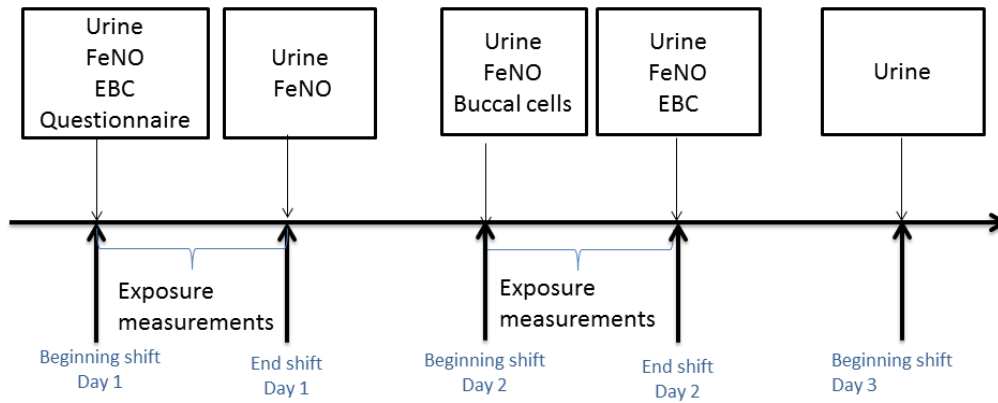 Urine
FeNO
EBC
Questionnaire
Urine
FeNO
Urine
FeNO
Buccal cells
Urine
FeNO
EBC
Urine
Exposure
measurements
Exposure
measurements
Beginning shift
Day 1
End shift
Day 1
Beginning shift
Day 2
End shift
Day 2
Beginning shift
Day 3